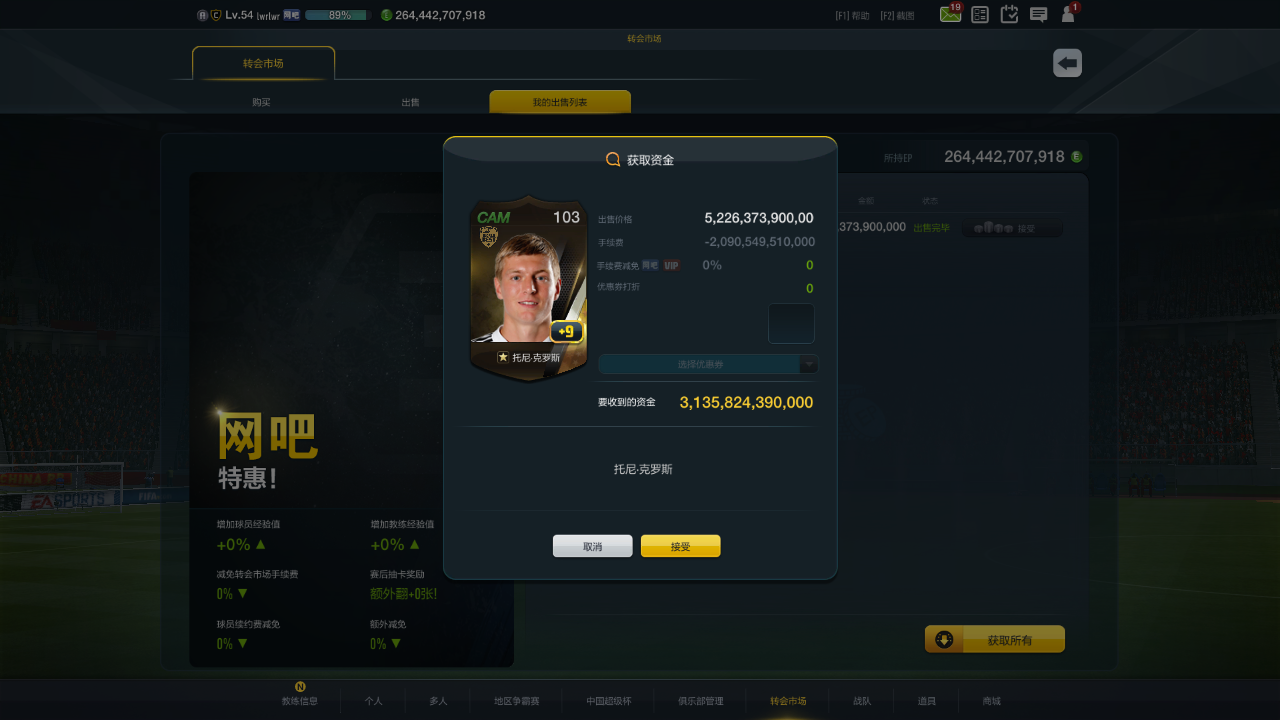 Lv.54 lwrlwr 网吧 89% 264,442,707,918 [F1] 帮助 [F2] 截图 19 1
转会市场
转会市场
购买 出售 我的出售列表
获取资金
所持EP 264,442,707,918
CAM 103
+9
托尼·克罗斯
出售价格 5,226,373,900,00
手续费 -2,090,549,510,000
手续费减免 网吧 VIP 0% 0
优惠券打折 0
选择优惠券
要收到的资金 3,135,824,390,000
托尼·克罗斯
取消 接受
金额 状态
373,900,000 出售完毕 接受
网吧
特惠!
增加球员经验值 增加教练经验值
+0% +0%
减免转会市场手续费 赛后抽卡奖励
0% 额外翻+0张!
球员续约费减免 额外减免
0% 0%
EA SPORTS
获取所有
N
教练信息 个人 多人 地区争霸赛 中国超级杯 俱乐部管理 转会市场 战队 道具 商城